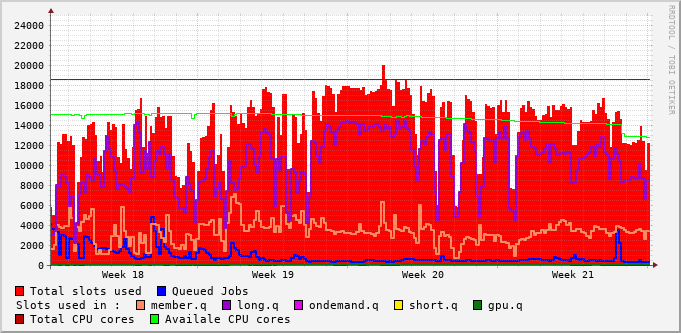 RRDTOOL / TOBI OETIKER
24000
22000
20000
18000
16000
14000
12000
10000
8000
6000
4000
2000
0
Week 18 Week 19 Week 20 Week 21
Total slots used Queued Jobs
Slots used in : member.q long.q ondemand.q short.q gpu.q
Total CPU cores Availale CPU cores